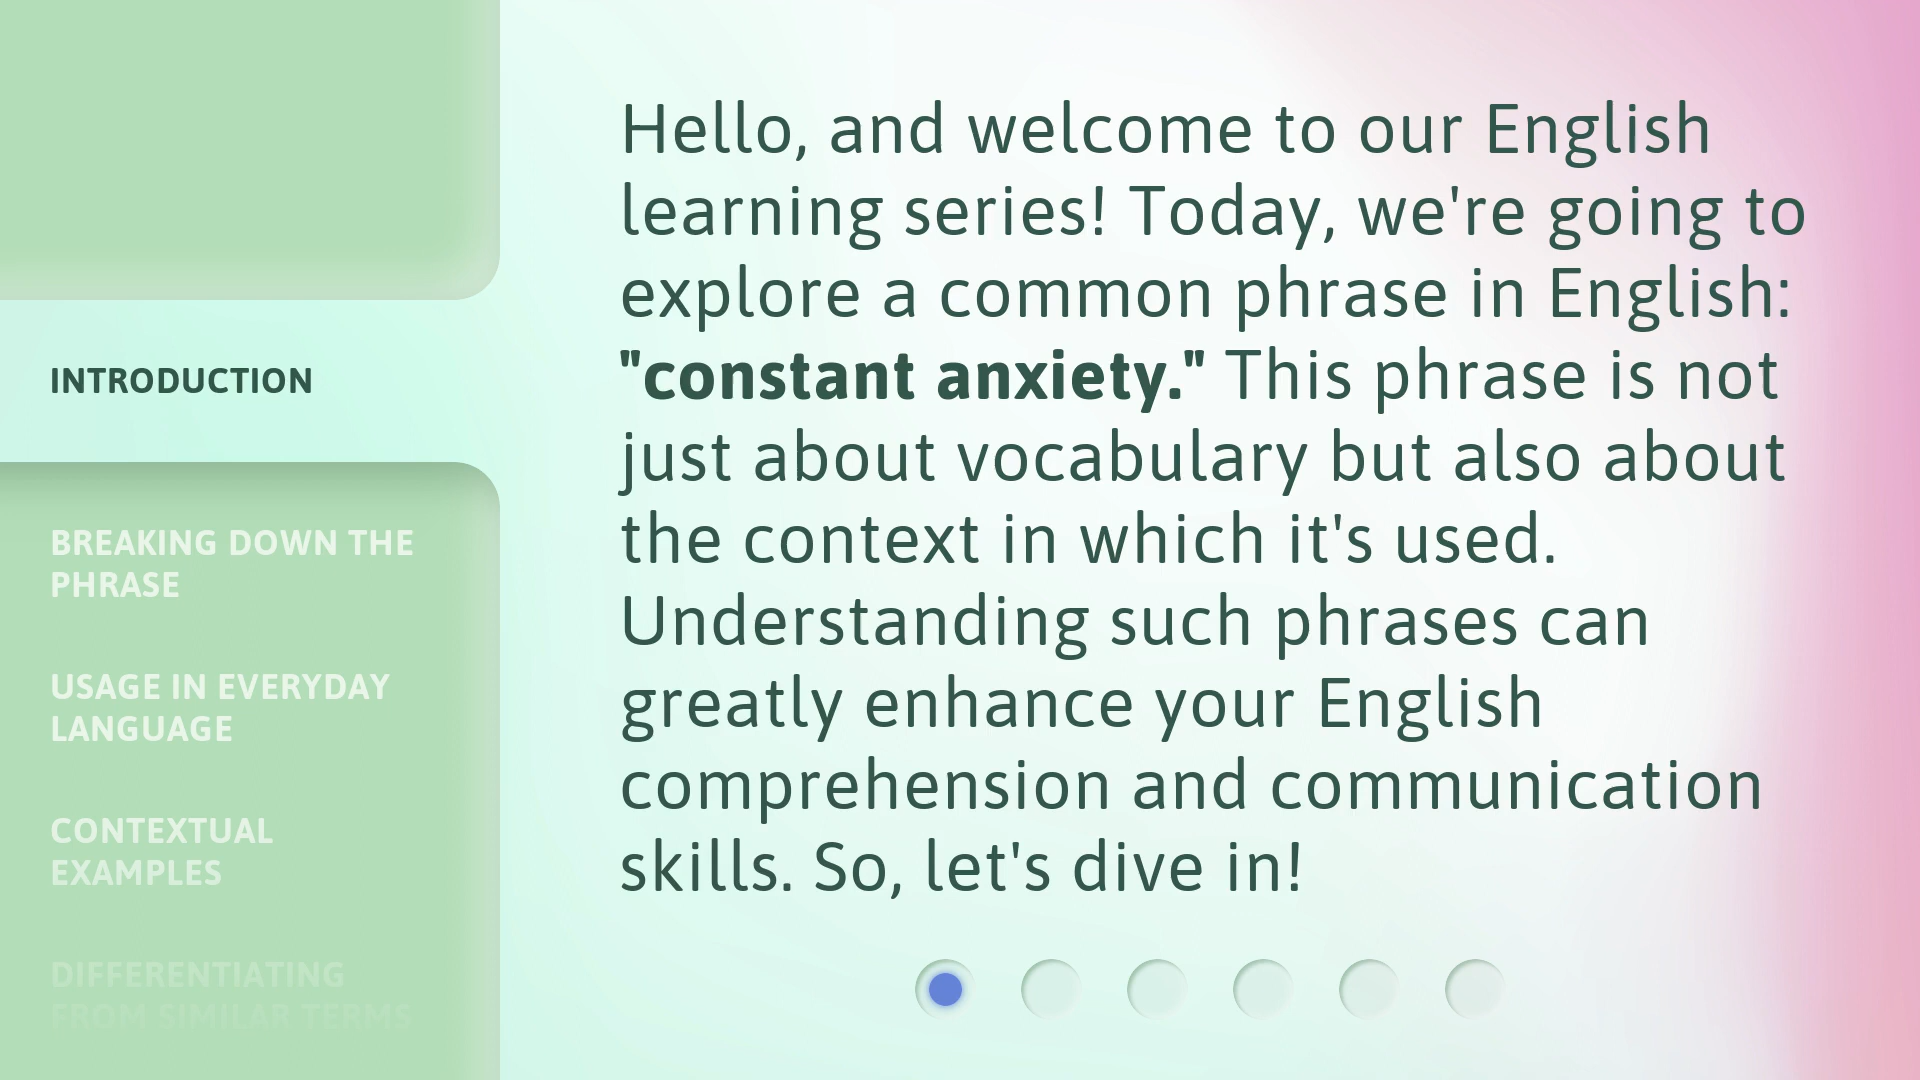 INTRODUCTION
BREAKING DOWN THE
PHRASE
USAGE IN EVERYDAY
LANGUAGE
CONTEXTUAL
EXAMPLES
DIFFERENTIATING
FROM SIMILAR TERMS
Hello, and welcome to our English
learning series! Today, we're going to
explore a common phrase in English:
"constant anxiety." This phrase is not
just about vocabulary but also about
the context in which it's used.
Understanding such phrases can
greatly enhance your English
comprehension and communication
skills. So, let's dive in!